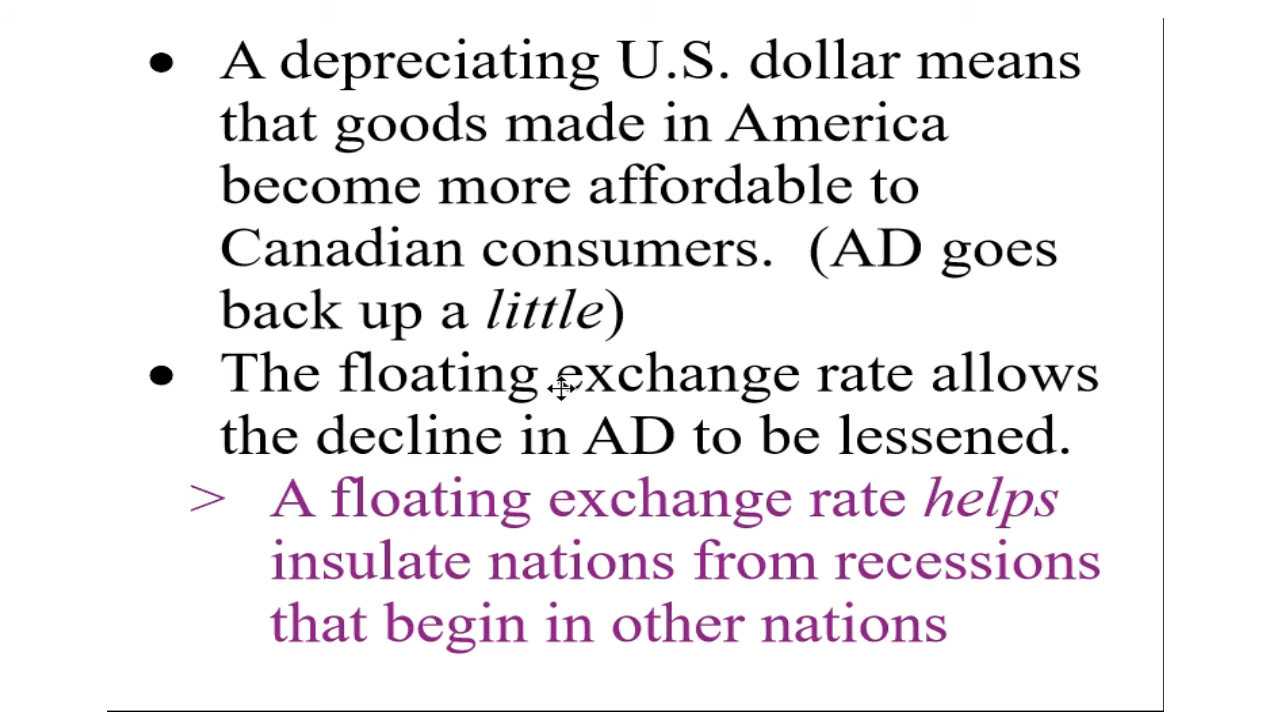 ● A depreciating U.S. dollar means
that goods made in America
become more affordable to
Canadian consumers.  (AD goes
back up a little)
● The floating exchange rate allows
the decline in AD to be lessened.
> A floating exchange rate helps
insulate nations from recessions
that begin in other nations